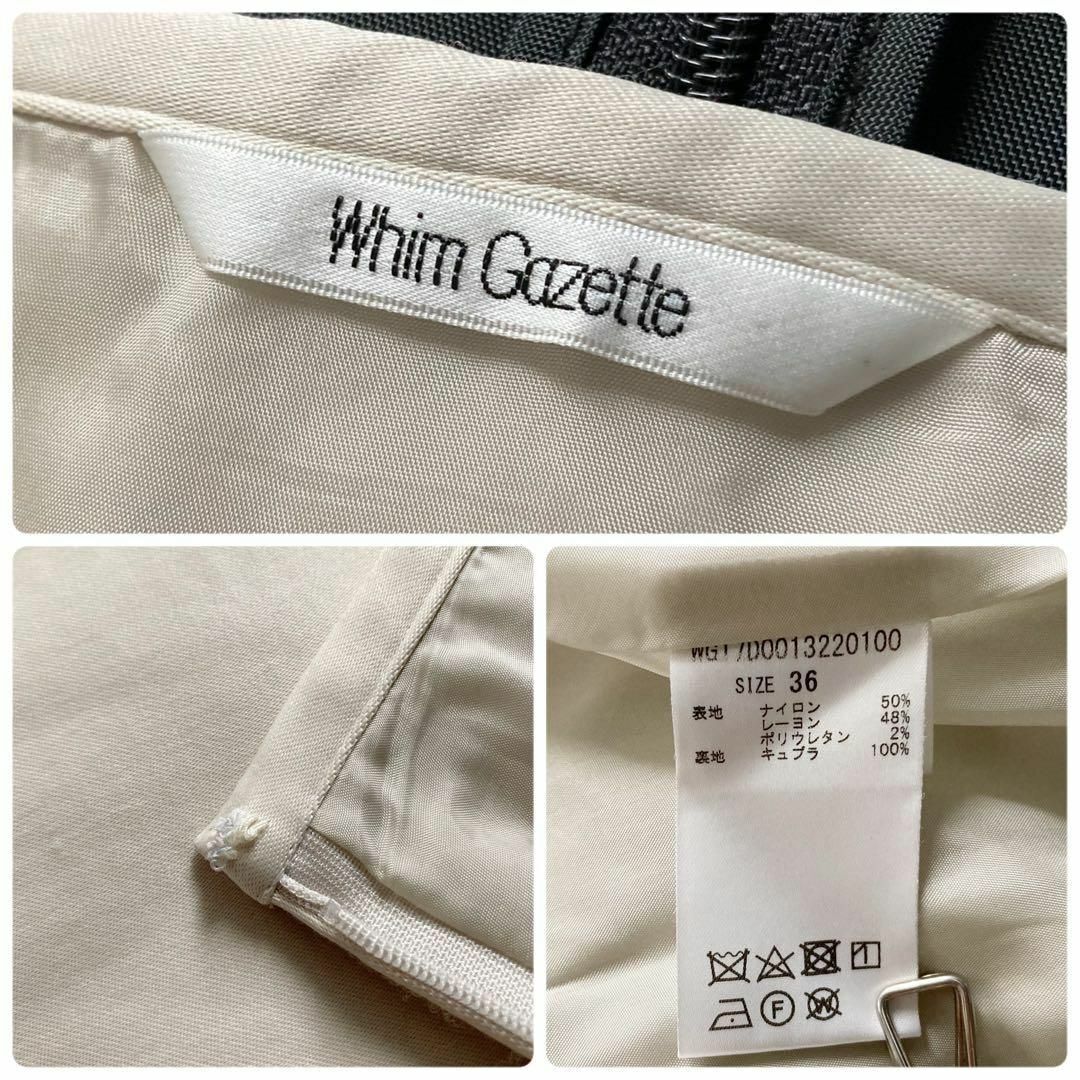 Whim Gazette
WG17D0013220100
SIZE 36
表地 ナイロン 50%
レーヨン 48%
ポリウレタン 2%
裏地 キュプラ 100%
F W